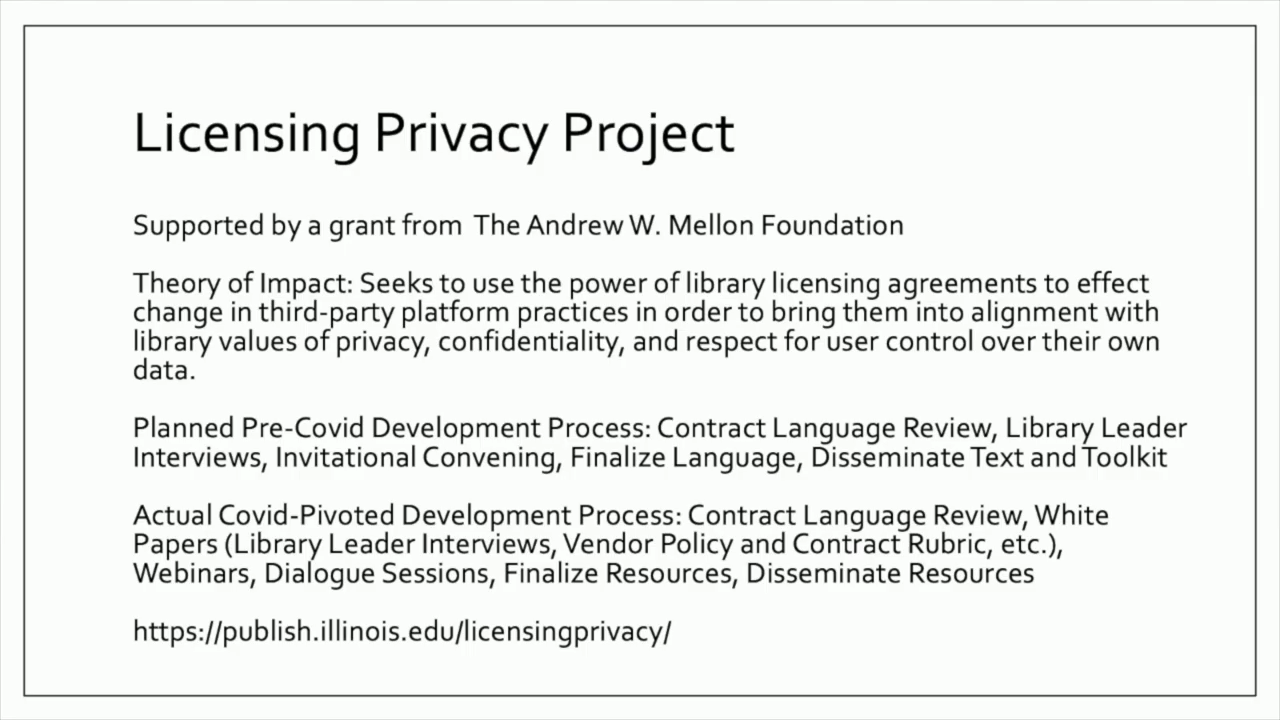 Licensing Privacy Project
Supported by a grant from The Andrew W. Mellon Foundation
Theory of Impact: Seeks to use the power of library licensing agreements to effect
change in third-party platform practices in order to bring them into alignment with
library values of privacy, confidentiality, and respect for user control over their own
data.
Planned Pre-Covid Development Process: Contract Language Review, Library Leader
Interviews, Invitational Convening, Finalize Language, Disseminate Text and Toolkit
Actual Covid-Pivoted Development Process: Contract Language Review, White
Papers (Library Leader Interviews, Vendor Policy and Contract Rubric, etc.),
Webinars, Dialogue Sessions, Finalize Resources, Disseminate Resources
https://publish.illinois.edu/licensingprivacy/